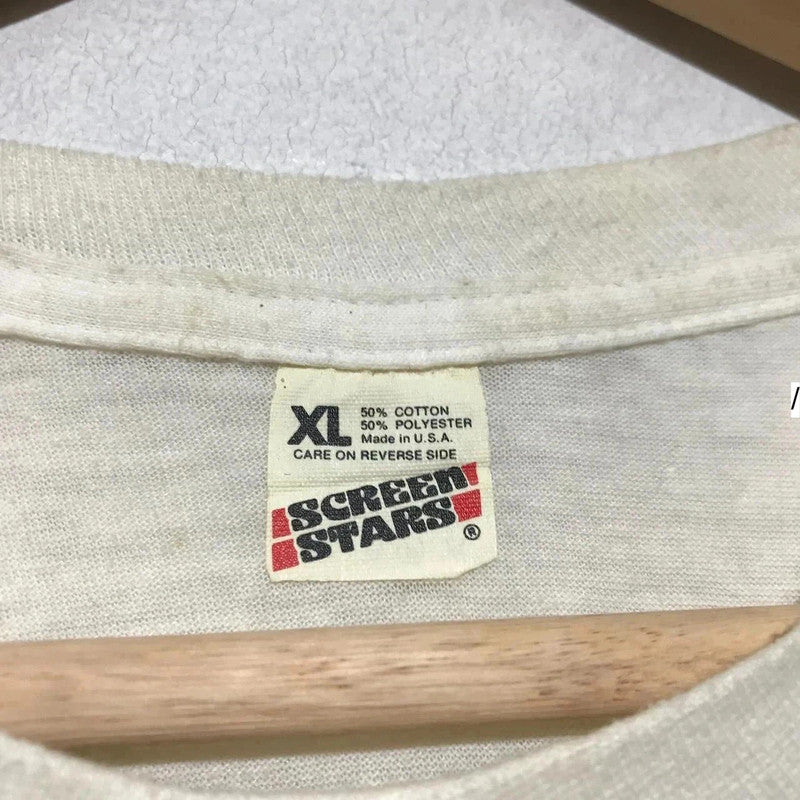 XL
50% COTTON
50% POLYESTER
Made in U.S.A.
CARE ON REVERSE SIDE
SCREEN
STARS
®
/